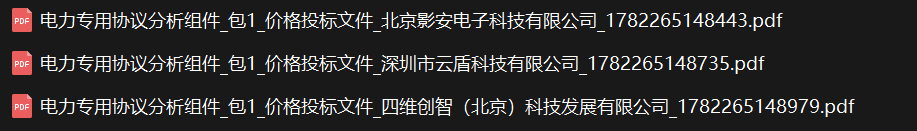 PDF 电力专用协议分析组件_包1_价格投标文件_北京影安电子科技有限公司_1782265148443.pdf
PDF 电力专用协议分析组件_包1_价格投标文件_深圳市云盾科技有限公司_1782265148735.pdf
PDF 电力专用协议分析组件_包1_价格投标文件_四维创智（北京）科技发展有限公司_1782265148979.pdf